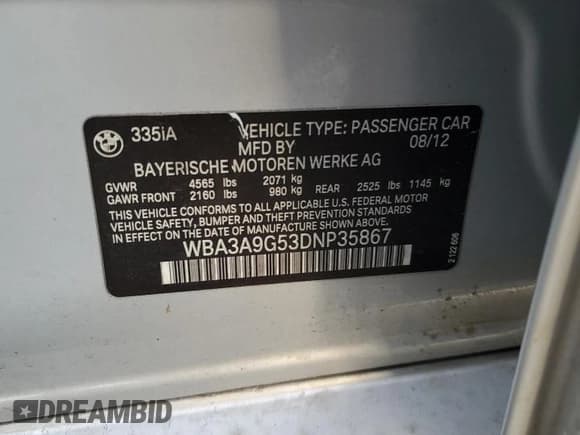 335iA VEHICLE TYPE: PASSENGER CAR
MFD BY 08/12
BAYERISCHE MOTOREN WERKE AG
GVWR 4565 lbs 2071 kg
GAWR FRONT 2160 lbs 980 kg REAR 2525 lbs 1145 kg
THIS VEHICLE CONFORMS TO ALL APPLICABLE U.S. FEDERAL MOTOR
VEHICLE SAFETY, BUMPER AND THEFT PREVENTION STANDARDS
IN EFFECT ON THE DATE OF MANUFACTURE SHOWN ABOVE.
WBA3A9G53DNP35867
2122606
DREAMBID